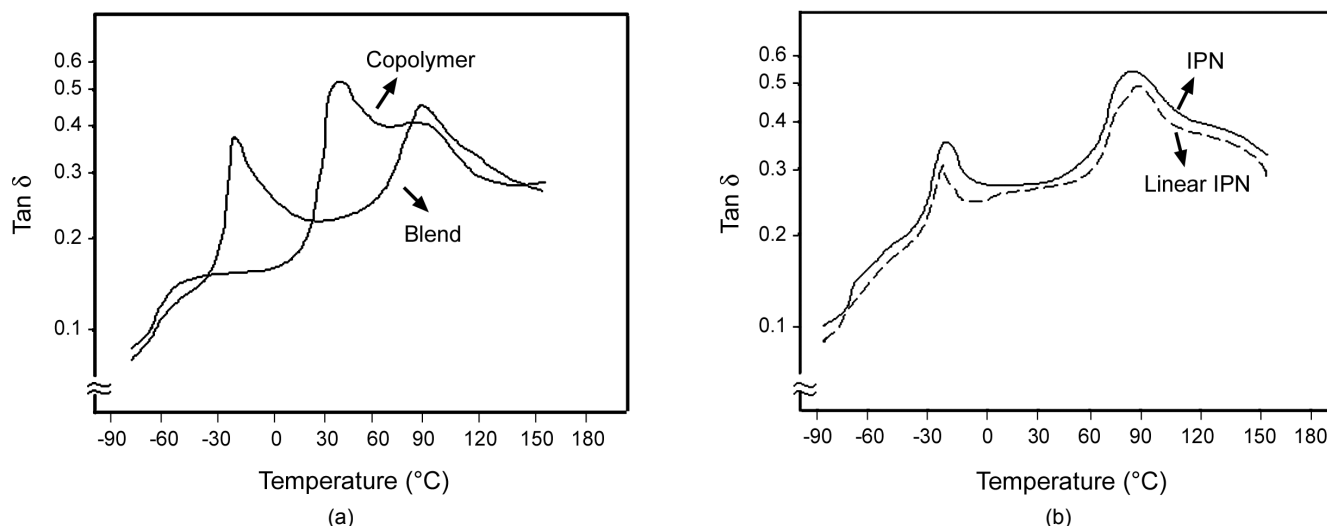 0.6
0.5
0.4
0.3
0.2
0.1
Tan δ
Copolymer
Blend
-90 -60 -30 0 30 60 90 120 150 180
Temperature (°C)
(a)
0.6
0.5
0.4
0.3
0.2
0.1
Tan δ
IPN
Linear IPN
-90 -60 -30 0 30 60 90 120 150 180
Temperature (°C)
(b)